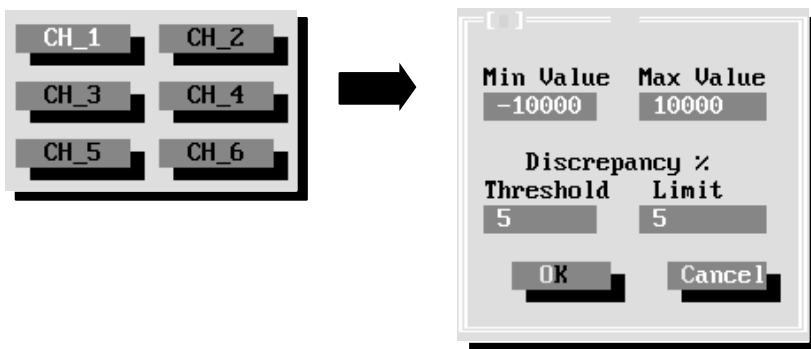 CH_1 CH_2
CH_3 CH_4
CH_5 CH_6
Min Value Max Value
-10000 10000
Discrepancy %
Threshold Limit
5 5
OK Cancel